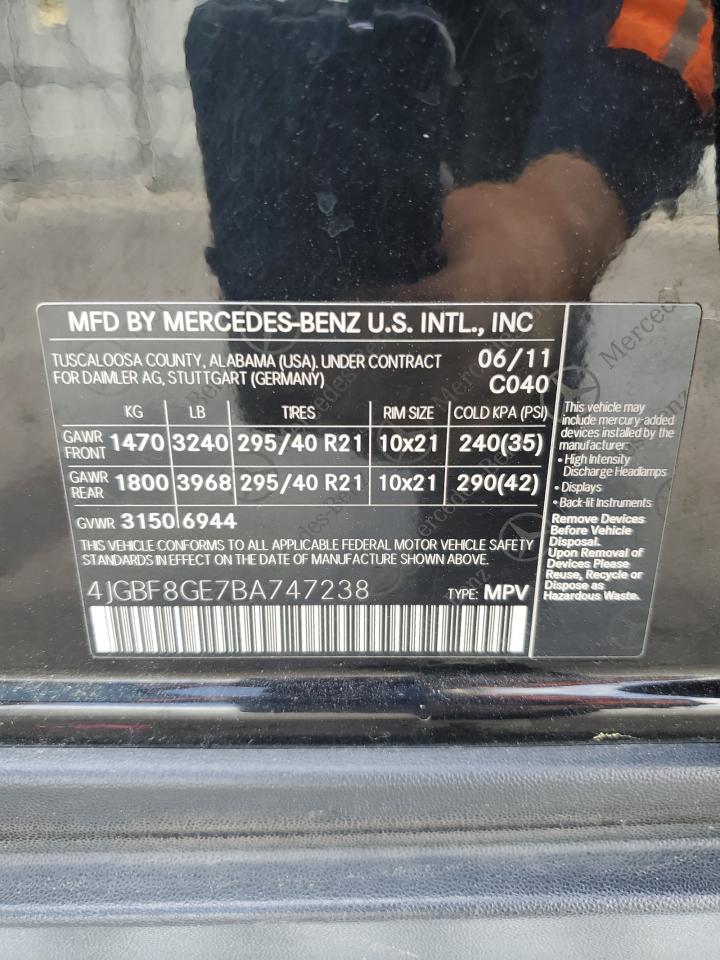 MFD BY MERCEDES-BENZ U.S. INTL., INC
TUSCALOOSA COUNTY, ALABAMA (USA). UNDER CONTRACT 06/11
FOR DAIMLER AG, STUTTGART (GERMANY) C040
KG LB TIRES RIM SIZE COLD KPA (PSI)
GAWR FRONT 1470 3240 295/40 R21 10x21 240(35)
GAWR REAR 1800 3968 295/40 R21 10x21 290(42)
GVWR 3150 6944
THIS VEHICLE CONFORMS TO ALL APPLICABLE FEDERAL MOTOR VEHICLE SAFETY
STANDARDS IN EFFECT ON THE DATE OF MANUFACTURE SHOWN ABOVE.
4JGBF8GE7BA747238 TYPE: MPV
This vehicle may
include mercury-added
devices installed by the
manufacturer:
• High Intensity
Discharge Headlamps
• Displays
• Back-lit Instruments
Remove Devices
Before Vehicle
Disposal.
Upon Removal of
Devices Please
Reuse, Recycle or
Dispose as
Hazardous Waste.